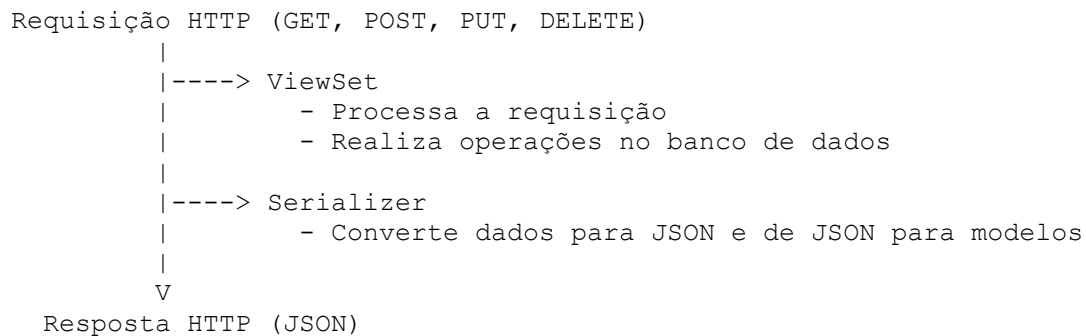 Requisição HTTP (GET, POST, PUT, DELETE)
|
|----> ViewSet
| - Processa a requisição
| - Realiza operações no banco de dados
|
|----> Serializer
| - Converte dados para JSON e de JSON para modelos
|
V
Resposta HTTP (JSON)